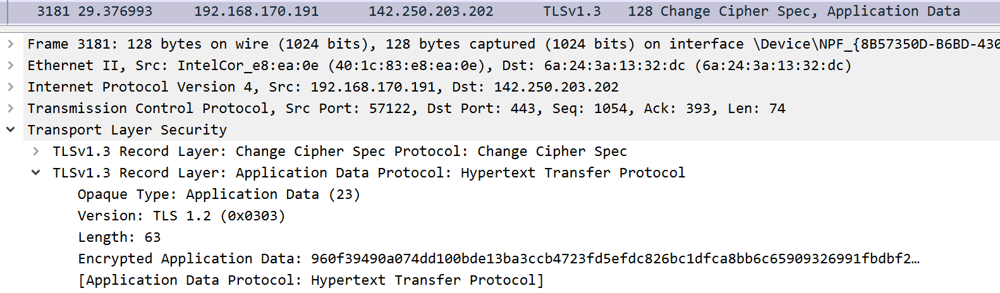 3181 29.376993 192.168.170.191 142.250.203.202 TLSv1.3 128 Change Cipher Spec, Application Data
Frame 3181: 128 bytes on wire (1024 bits), 128 bytes captured (1024 bits) on interface \Device\NPF_{8B57350D-B6BD-430
Ethernet II, Src: IntelCor_e8:ea:0e (40:1c:83:e8:ea:0e), Dst: 6a:24:3a:13:32:dc (6a:24:3a:13:32:dc)
Internet Protocol Version 4, Src: 192.168.170.191, Dst: 142.250.203.202
Transmission Control Protocol, Src Port: 57122, Dst Port: 443, Seq: 1054, Ack: 393, Len: 74
Transport Layer Security
TLSv1.3 Record Layer: Change Cipher Spec Protocol: Change Cipher Spec
TLSv1.3 Record Layer: Application Data Protocol: Hypertext Transfer Protocol
Opaque Type: Application Data (23)
Version: TLS 1.2 (0x0303)
Length: 63
Encrypted Application Data: 960f39490a074dd100bde13ba3ccb4723fd5efdc826bc1dfca8bb6c65909326991fbdbf2…
[Application Data Protocol: Hypertext Transfer Protocol]